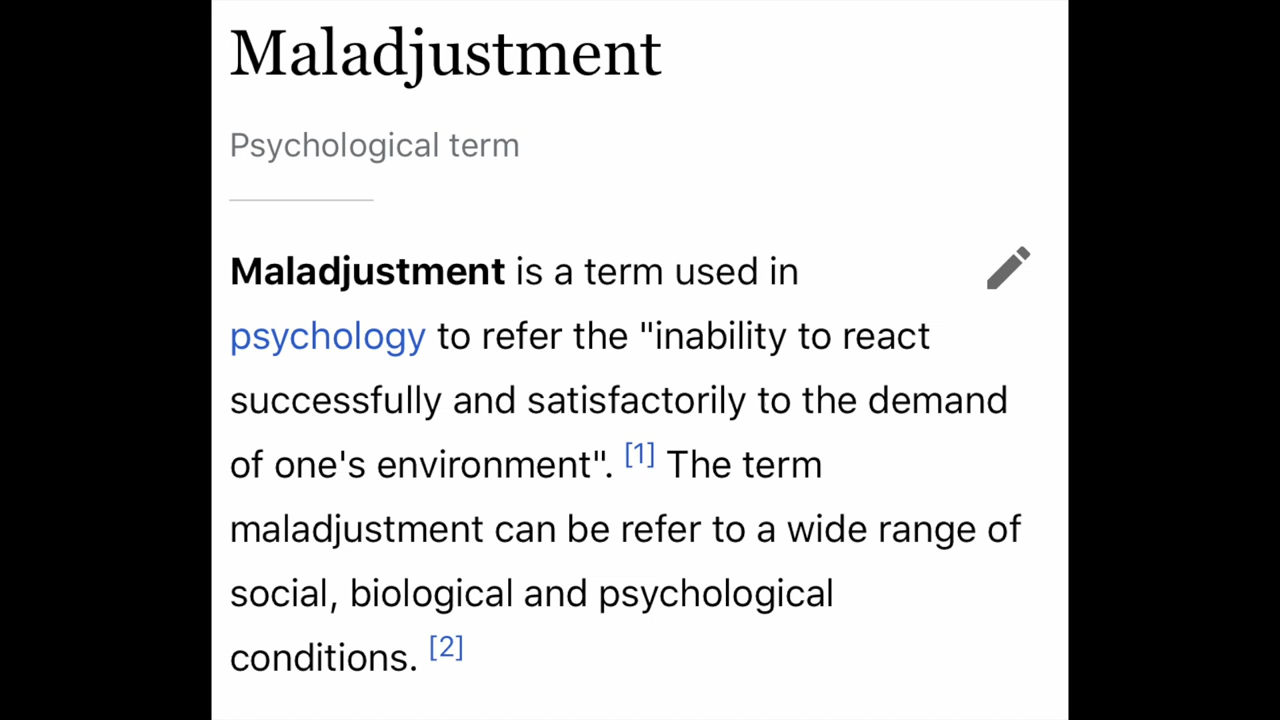 Maladjustment
Psychological term
Maladjustment is a term used in
psychology to refer the "inability to react
successfully and satisfactorily to the demand
of one's environment". [1] The term
maladjustment can be refer to a wide range of
social, biological and psychological
conditions. [2]